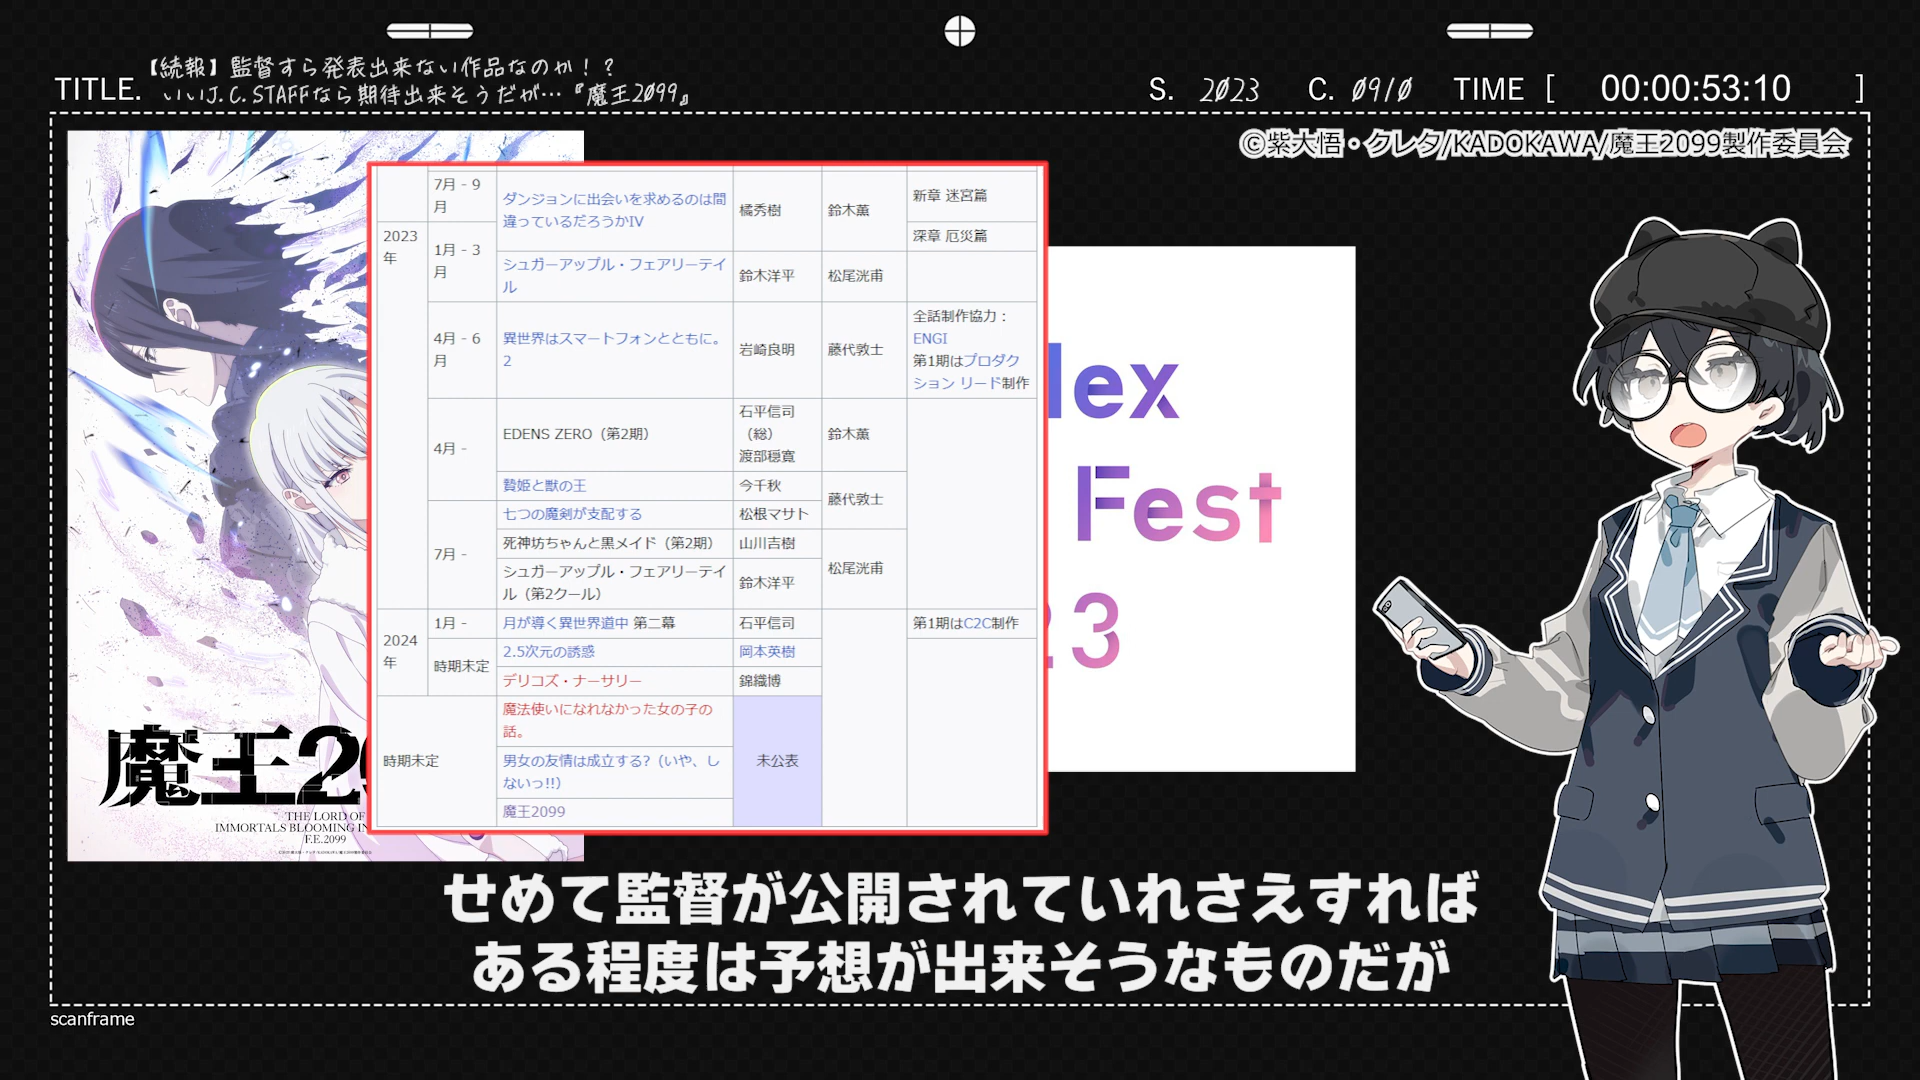 TITLE.
【続報】監督すら発表出来ない作品なのか！？
いいJ.C.STAFFなら期待出来そうだが…『魔王2099』
S. 2023 C. 0910 TIME [ 00:00:53:10 ]
©紫大悟・クレタ/KADOKAWA/魔王2099製作委員会
2023年
7月 - 9月
ダンジョンに出会いを求めるのは間違っているだろうかIV
橘秀樹
鈴木薫
新章 迷宮篇
1月 - 3月
深章 厄災篇
シュガーアップル・フェアリーテイル
鈴木洋平
松尾洸甫
4月 - 6月
異世界はスマートフォンとともに。2
岩崎良明
藤代敦士
全話制作協力：
ENGI
第1期はプロダクション リード制作
4月 -
EDENS ZERO（第2期）
石平信司（総）
渡部穏寛
鈴木薫
贄姫と獣の王
今千秋
藤代敦士
7月 -
七つの魔剣が支配する
松根マサト
死神坊ちゃんと黒メイド（第2期）
山川吉樹
松尾洸甫
シュガーアップル・フェアリーテイル（第2クール）
鈴木洋平
2024年
1月 -
月が導く異世界道中 第二幕
石平信司
第1期はC2C制作
時期未定
2.5次元の誘惑
岡本英樹
デリコズ・ナーサリー
錦織博
時期未定
魔法使いになれなかった女の子の話。
未公表
男女の友情は成立する?（いや、しないっ!!）
魔王2099
lex
Fest
23
魔王2
THE LORD OF
IMMORTALS BLOOMING IN
F.E.2099
せめて監督が公開されていれさえすれば
ある程度は予想が出来そうなものだが
scanframe